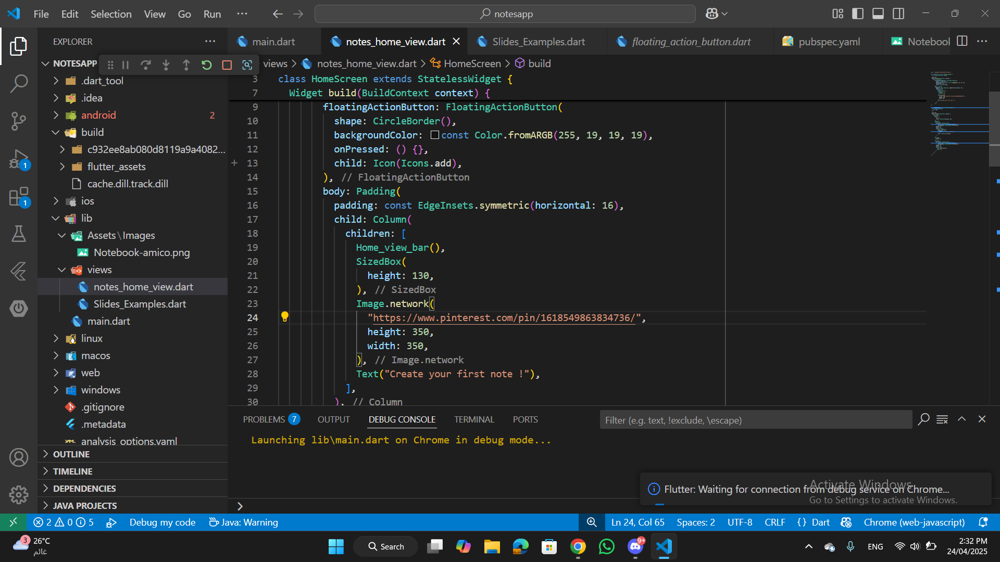 File Edit Selection View Go Run ···
notesapp
EXPLORER
main.dart
notes_home_view.dart
Slides_Examples.dart
floating_action_button.dart
pubspec.yaml
Notebool
NOTESAPP
views > notes_home_view.dart > HomeScreen > build
.dart_tool
.idea
android 2
build
c932ee8ab080d8119a9a4082...
flutter_assets
cache.dill.track.dill
ios
lib
Assets\Images
Notebook-amico.png
views
notes_home_view.dart
Slides_Examples.dart
main.dart
linux
macos
web
windows
.gitignore
.metadata
analysis_options.yaml
OUTLINE
TIMELINE
DEPENDENCIES
JAVA PROJECTS
1
1
3 class HomeScreen extends StatelessWidget {
7 Widget build(BuildContext context) {
9 floatingActionButton: FloatingActionButton(
10 shape: CircleBorder(),
11 backgroundColor: const Color.fromARGB(255, 19, 19, 19),
12 onPressed: () {},
13 child: Icon(Icons.add),
14 ), // FloatingActionButton
15 body: Padding(
16 padding: const EdgeInsets.symmetric(horizontal: 16),
17 child: Column(
18 children: [
19 Home_view_bar(),
20 SizedBox(
21 height: 130,
22 ), // SizedBox
23 Image.network(
24 "https://www.pinterest.com/pin/1618549863834736/",
25 height: 350,
26 width: 350,
27 ), // Image.network
28 Text("Create your first note !"),
29 ],
30 ), // Column
PROBLEMS 7 OUTPUT DEBUG CONSOLE TERMINAL PORTS
Filter (e.g. text, !exclude, \escape)
Launching lib\main.dart on Chrome in debug mode...
Flutter: Waiting for connection from debug service on Chrome...
Activate Windows
Go to Settings to activate Windows.
2 0 5 Debug my code Java: Warning
Ln 24, Col 65 Spaces: 2 UTF-8 CRLF {} Dart Chrome (web-javascript)
3 26°C
غائم
Search
9+
ENG
2:32 PM
24/04/2025